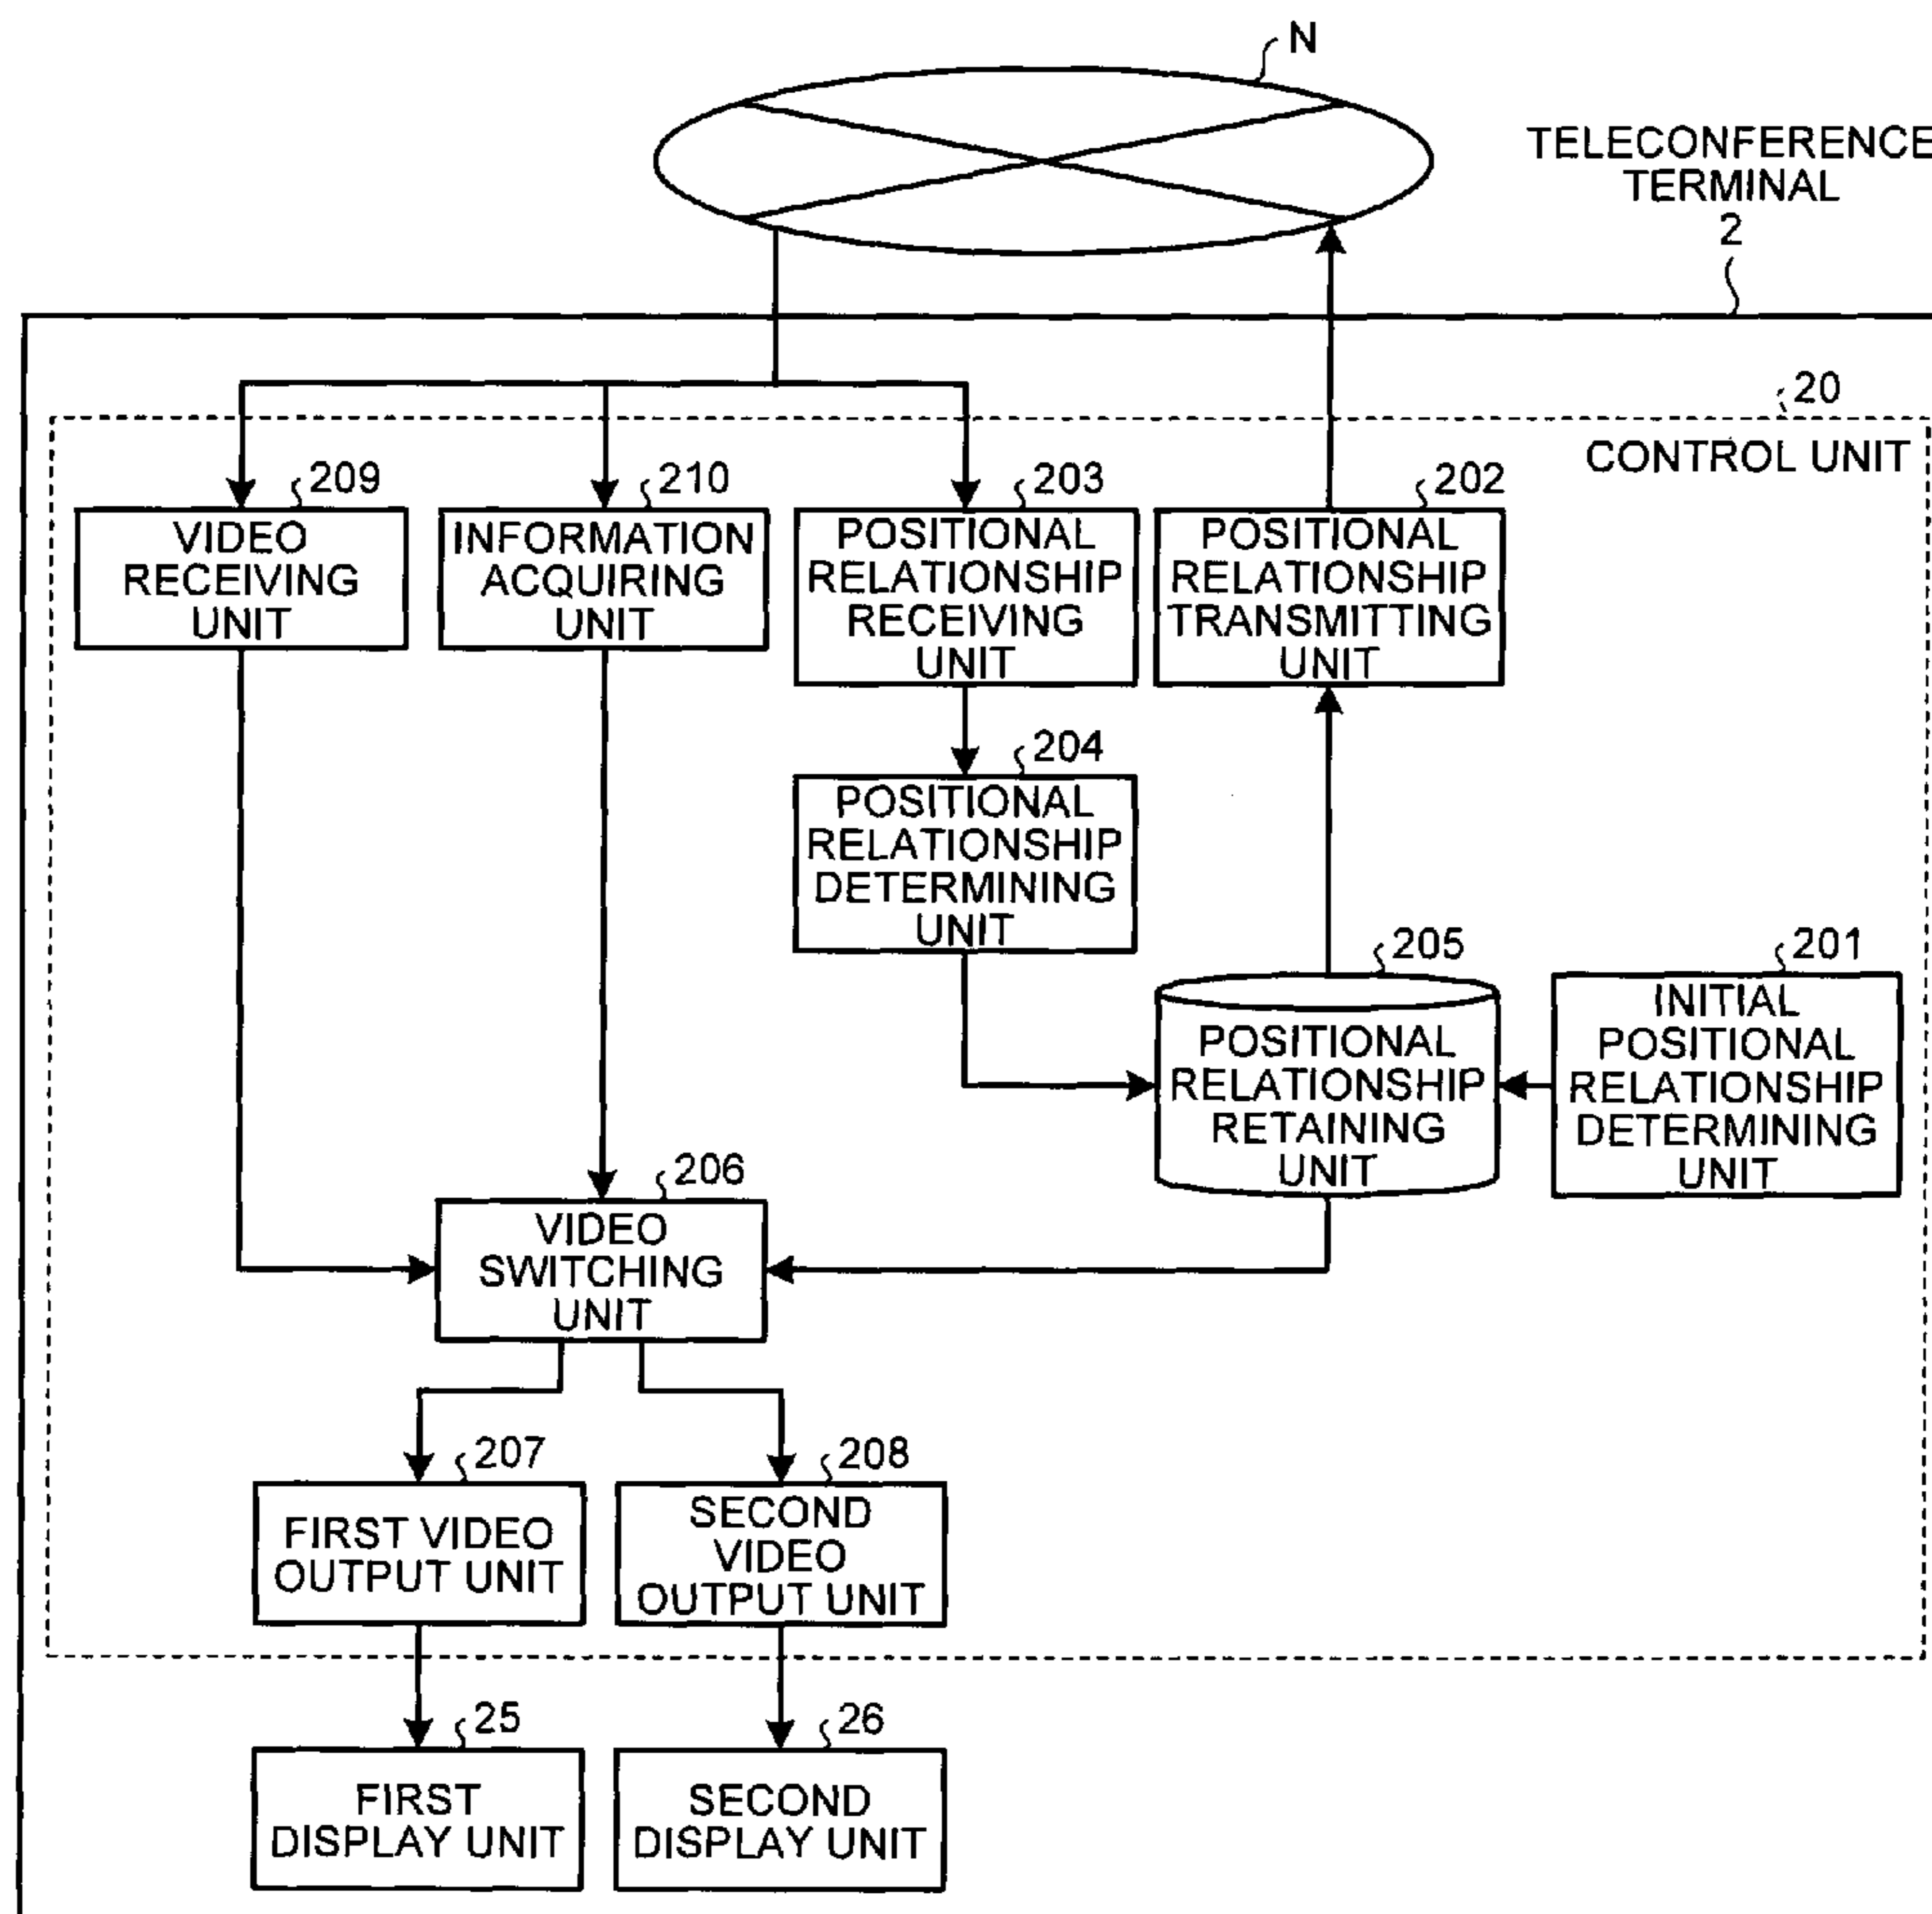 N
TELECONFERENCE
TERMINAL
2
20
CONTROL UNIT
209
VIDEO
RECEIVING
UNIT
210
INFORMATION
ACQUIRING
UNIT
203
POSITIONAL
RELATIONSHIP
RECEIVING
UNIT
202
POSITIONAL
RELATIONSHIP
TRANSMITTING
UNIT
204
POSITIONAL
RELATIONSHIP
DETERMINING
UNIT
205
POSITIONAL
RELATIONSHIP
RETAINING
UNIT
201
INITIAL
POSITIONAL
RELATIONSHIP
DETERMINING
UNIT
206
VIDEO
SWITCHING
UNIT
207
FIRST VIDEO
OUTPUT UNIT
208
SECOND
VIDEO
OUTPUT UNIT
25
FIRST
DISPLAY UNIT
26
SECOND
DISPLAY UNIT